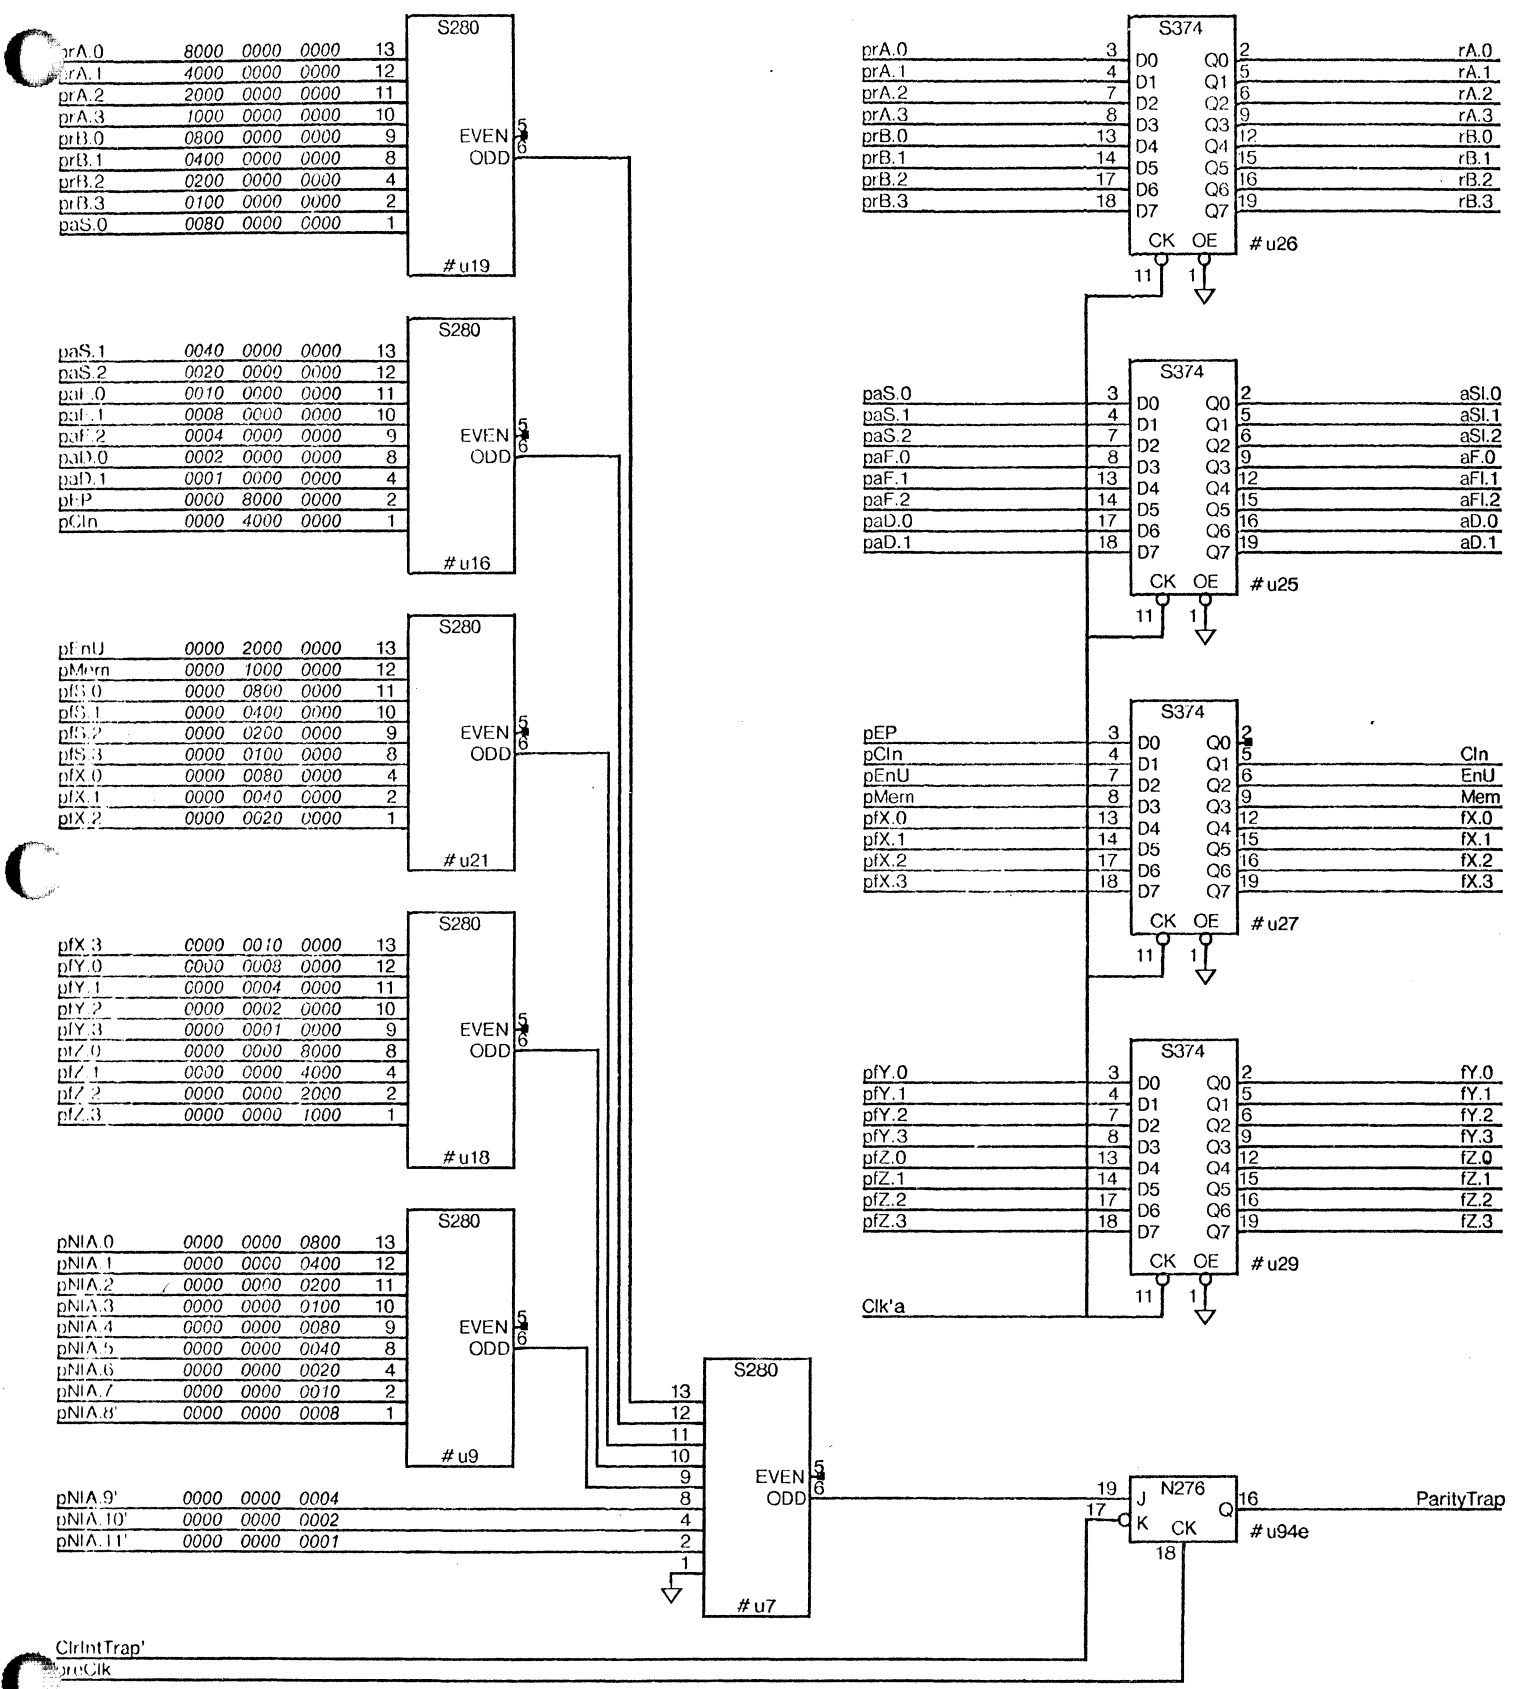 S280
prA.0 8000 0000 0000 13
prA.1 4000 0000 0000 12
prA.2 2000 0000 0000 11
prA.3 1000 0000 0000 10
prB.0 0800 0000 0000 9
prB.1 0400 0000 0000 8
prB.2 0200 0000 0000 4
prB.3 0100 0000 0000 2
paS.0 0080 0000 0000 1
EVEN 5
ODD 6
#u19
S280
paS.1 0040 0000 0000 13
paS.2 0020 0000 0000 12
paF.0 0010 0000 0000 11
paF.1 0008 0000 0000 10
paF.2 0004 0000 0000 9
paD.0 0002 0000 0000 8
paD.1 0001 0000 0000 4
pEP 0000 8000 0000 2
pCIn 0000 4000 0000 1
EVEN 5
ODD 6
#u16
S280
pEnU 0000 2000 0000 13
pMem 0000 1000 0000 12
pfS.0 0000 0800 0000 11
pfS.1 0000 0400 0000 10
pfS.2 0000 0200 0000 9
pfS.3 0000 0100 0000 8
pfX.0 0000 0080 0000 4
pfX.1 0000 0040 0000 2
pfX.2 0000 0020 0000 1
EVEN 5
ODD 6
#u21
S280
pfX.3 0000 0010 0000 13
pfY.0 0000 0008 0000 12
pfY.1 0000 0004 0000 11
pfY.2 0000 0002 0000 10
pfY.3 0000 0001 0000 9
pfZ.0 0000 0000 8000 8
pfZ.1 0000 0000 4000 4
pfZ.2 0000 0000 2000 2
pfZ.3 0000 0000 1000 1
EVEN 5
ODD 6
#u18
S280
pNIA.0 0000 0000 0800 13
pNIA.1 0000 0000 0400 12
pNIA.2 0000 0000 0200 11
pNIA.3 0000 0000 0100 10
pNIA.4 0000 0000 0080 9
pNIA.5 0000 0000 0040 8
pNIA.6 0000 0000 0020 4
pNIA.7 0000 0000 0010 2
pNIA.8' 0000 0000 0008 1
EVEN 5
ODD 6
#u9
pNIA.9' 0000 0000 0004
pNIA.10' 0000 0000 0002
pNIA.11' 0000 0000 0001
S280
13
12
11
10
9
8
4
2
1
EVEN 5
ODD 6
#u7
ClrIntTrap'
preClk
S374
prA.0 3 D0 Q0 2 rA.0
prA.1 4 D1 Q1 5 rA.1
prA.2 7 D2 Q2 6 rA.2
prA.3 8 D3 Q3 9 rA.3
prB.0 13 D4 Q4 12 rB.0
prB.1 14 D5 Q5 15 rB.1
prB.2 17 D6 Q6 16 rB.2
prB.3 18 D7 Q7 19 rB.3
CK OE #u26
11 1
S374
paS.0 3 D0 Q0 2 aSI.0
paS.1 4 D1 Q1 5 aSI.1
paS.2 7 D2 Q2 6 aSI.2
paF.0 8 D3 Q3 9 aF.0
paF.1 13 D4 Q4 12 aFI.1
paF.2 14 D5 Q5 15 aFI.2
paD.0 17 D6 Q6 16 aD.0
paD.1 18 D7 Q7 19 aD.1
CK OE #u25
11 1
S374
pEP 3 D0 Q0 2
pCIn 4 D1 Q1 5 CIn
pEnU 7 D2 Q2 6 EnU
pMem 8 D3 Q3 9 Mem
pfX.0 13 D4 Q4 12 fX.0
pfX.1 14 D5 Q5 15 fX.1
pfX.2 17 D6 Q6 16 fX.2
pfX.3 18 D7 Q7 19 fX.3
CK OE #u27
11 1
S374
pfY.0 3 D0 Q0 2 fY.0
pfY.1 4 D1 Q1 5 fY.1
pfY.2 7 D2 Q2 6 fY.2
pfY.3 8 D3 Q3 9 fY.3
pfZ.0 13 D4 Q4 12 fZ.0
pfZ.1 14 D5 Q5 15 fZ.1
pfZ.2 17 D6 Q6 16 fZ.2
pfZ.3 18 D7 Q7 19 fZ.3
CK OE #u29
11 1
Clk'a
N276
19 J Q 16 ParityTrap
17 K CK #u94e
18